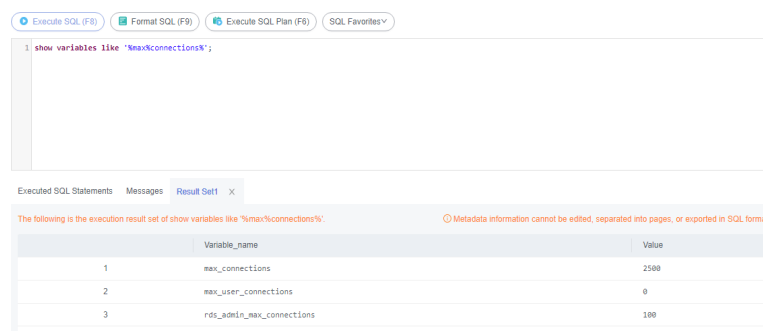 Execute SQL (F8) Format SQL (F9) Execute SQL Plan (F6) SQL Favorites
1 show variables like '%max%connections%';
Executed SQL Statements Messages Result Set1 X
The following is the execution result set of show variables like '%max%connections%'. Metadata information cannot be edited, separated into pages, or exported in SQL forma
Variable_name Value
1 max_connections 2500
2 max_user_connections 0
3 rds_admin_max_connections 100